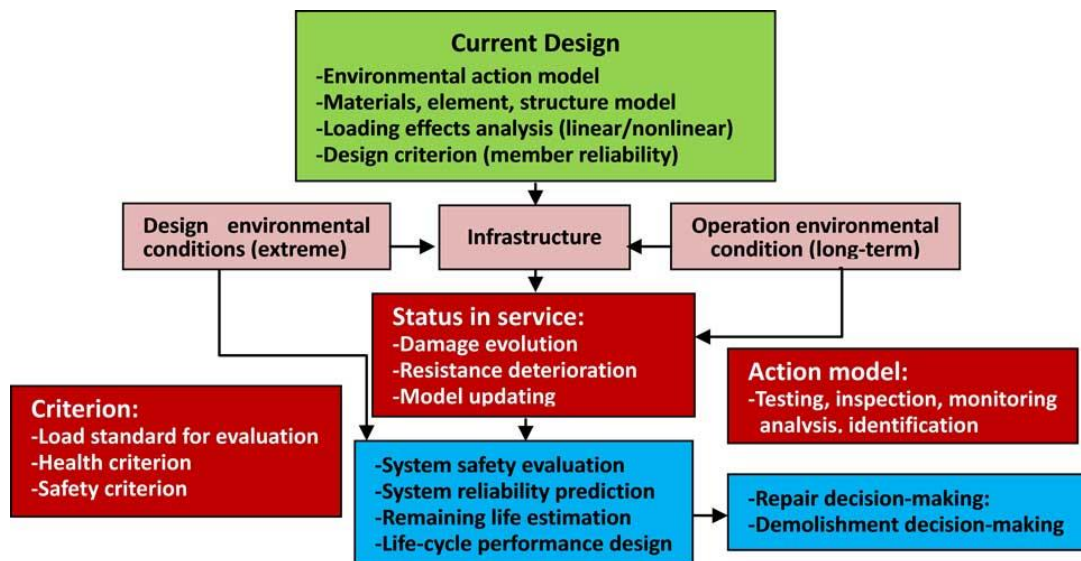 Current Design
-Environmental action model
-Materials, element, structure model
-Loading effects analysis (linear/nonlinear)
-Design criterion (member reliability)
Design environmental
conditions (extreme)
Infrastructure
Operation environmental
condition (long-term)
Status in service:
-Damage evolution
-Resistance deterioration
-Model updating
Action model:
-Testing, inspection, monitoring
analysis. identification
Criterion:
-Load standard for evaluation
-Health criterion
-Safety criterion
-System safety evaluation
-System reliability prediction
-Remaining life estimation
-Life-cycle performance design
-Repair decision-making:
-Demolishment decision-making